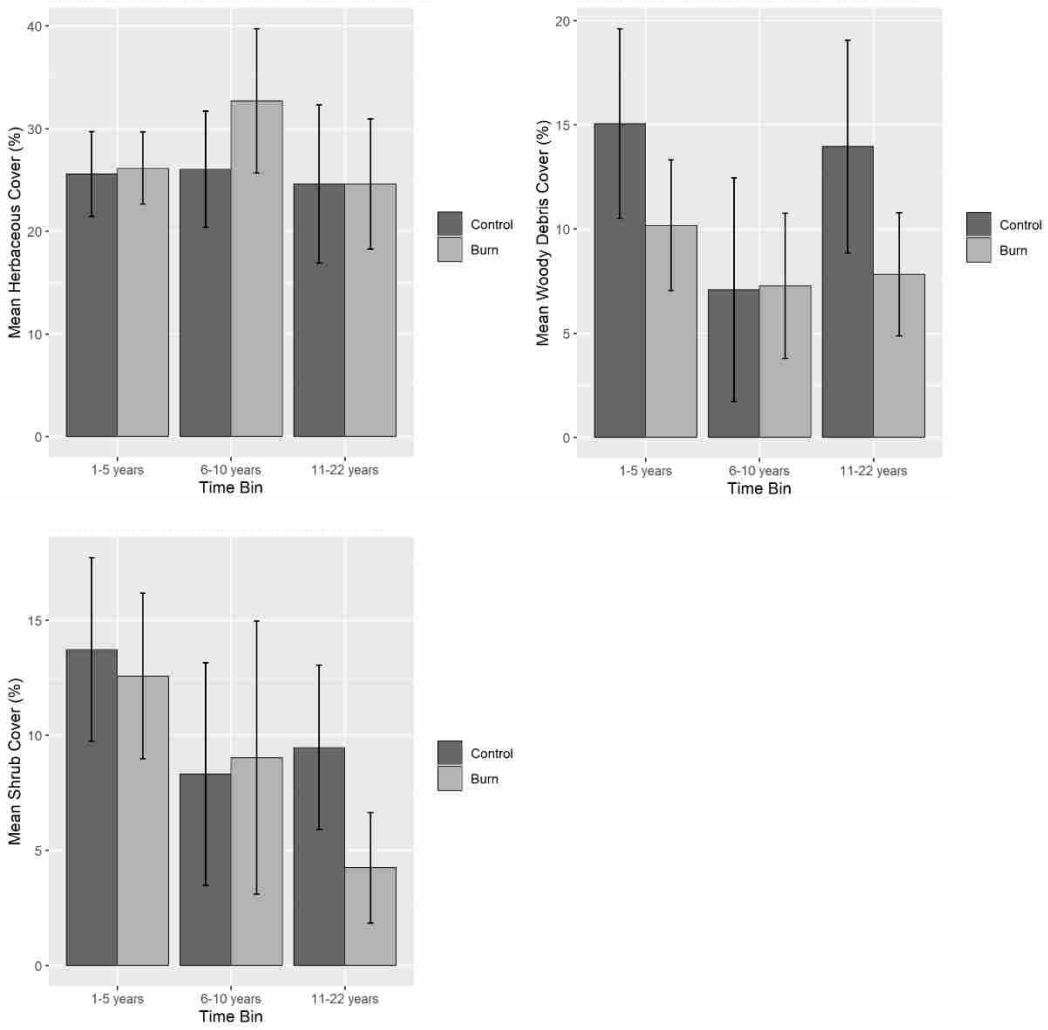 Mean Herbaceous Cover (%)
40
30
20
10
0
1-5 years
6-10 years
11-22 years
Time Bin
Control
Burn
Mean Woody Debris Cover (%)
20
15
10
5
0
1-5 years
6-10 years
11-22 years
Time Bin
Control
Burn
Mean Shrub Cover (%)
15
10
5
0
1-5 years
6-10 years
11-22 years
Time Bin
Control
Burn